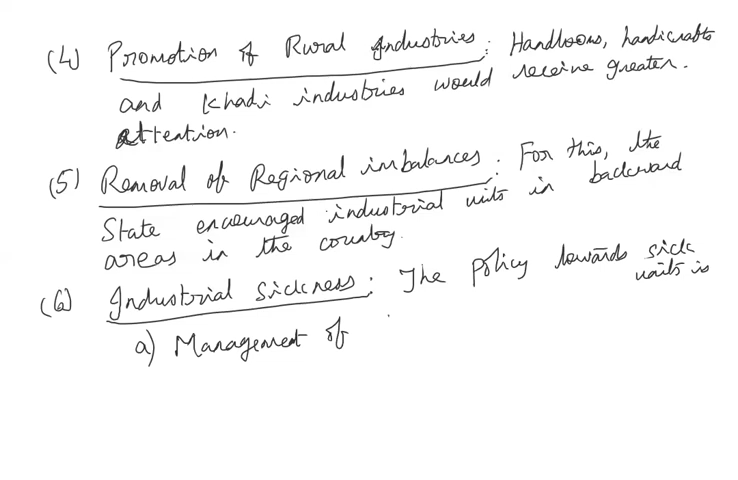 (4) Promotion of Rural Industries: Handlooms, handicrafts
and Khadi industries would receive greater.
attention.
(5) Removal of Regional imbalances: For this, the
State encouraged industrial units in backward
areas in the country.
(6) Industrial Sickness: The policy towards sick
units is
a) Management of